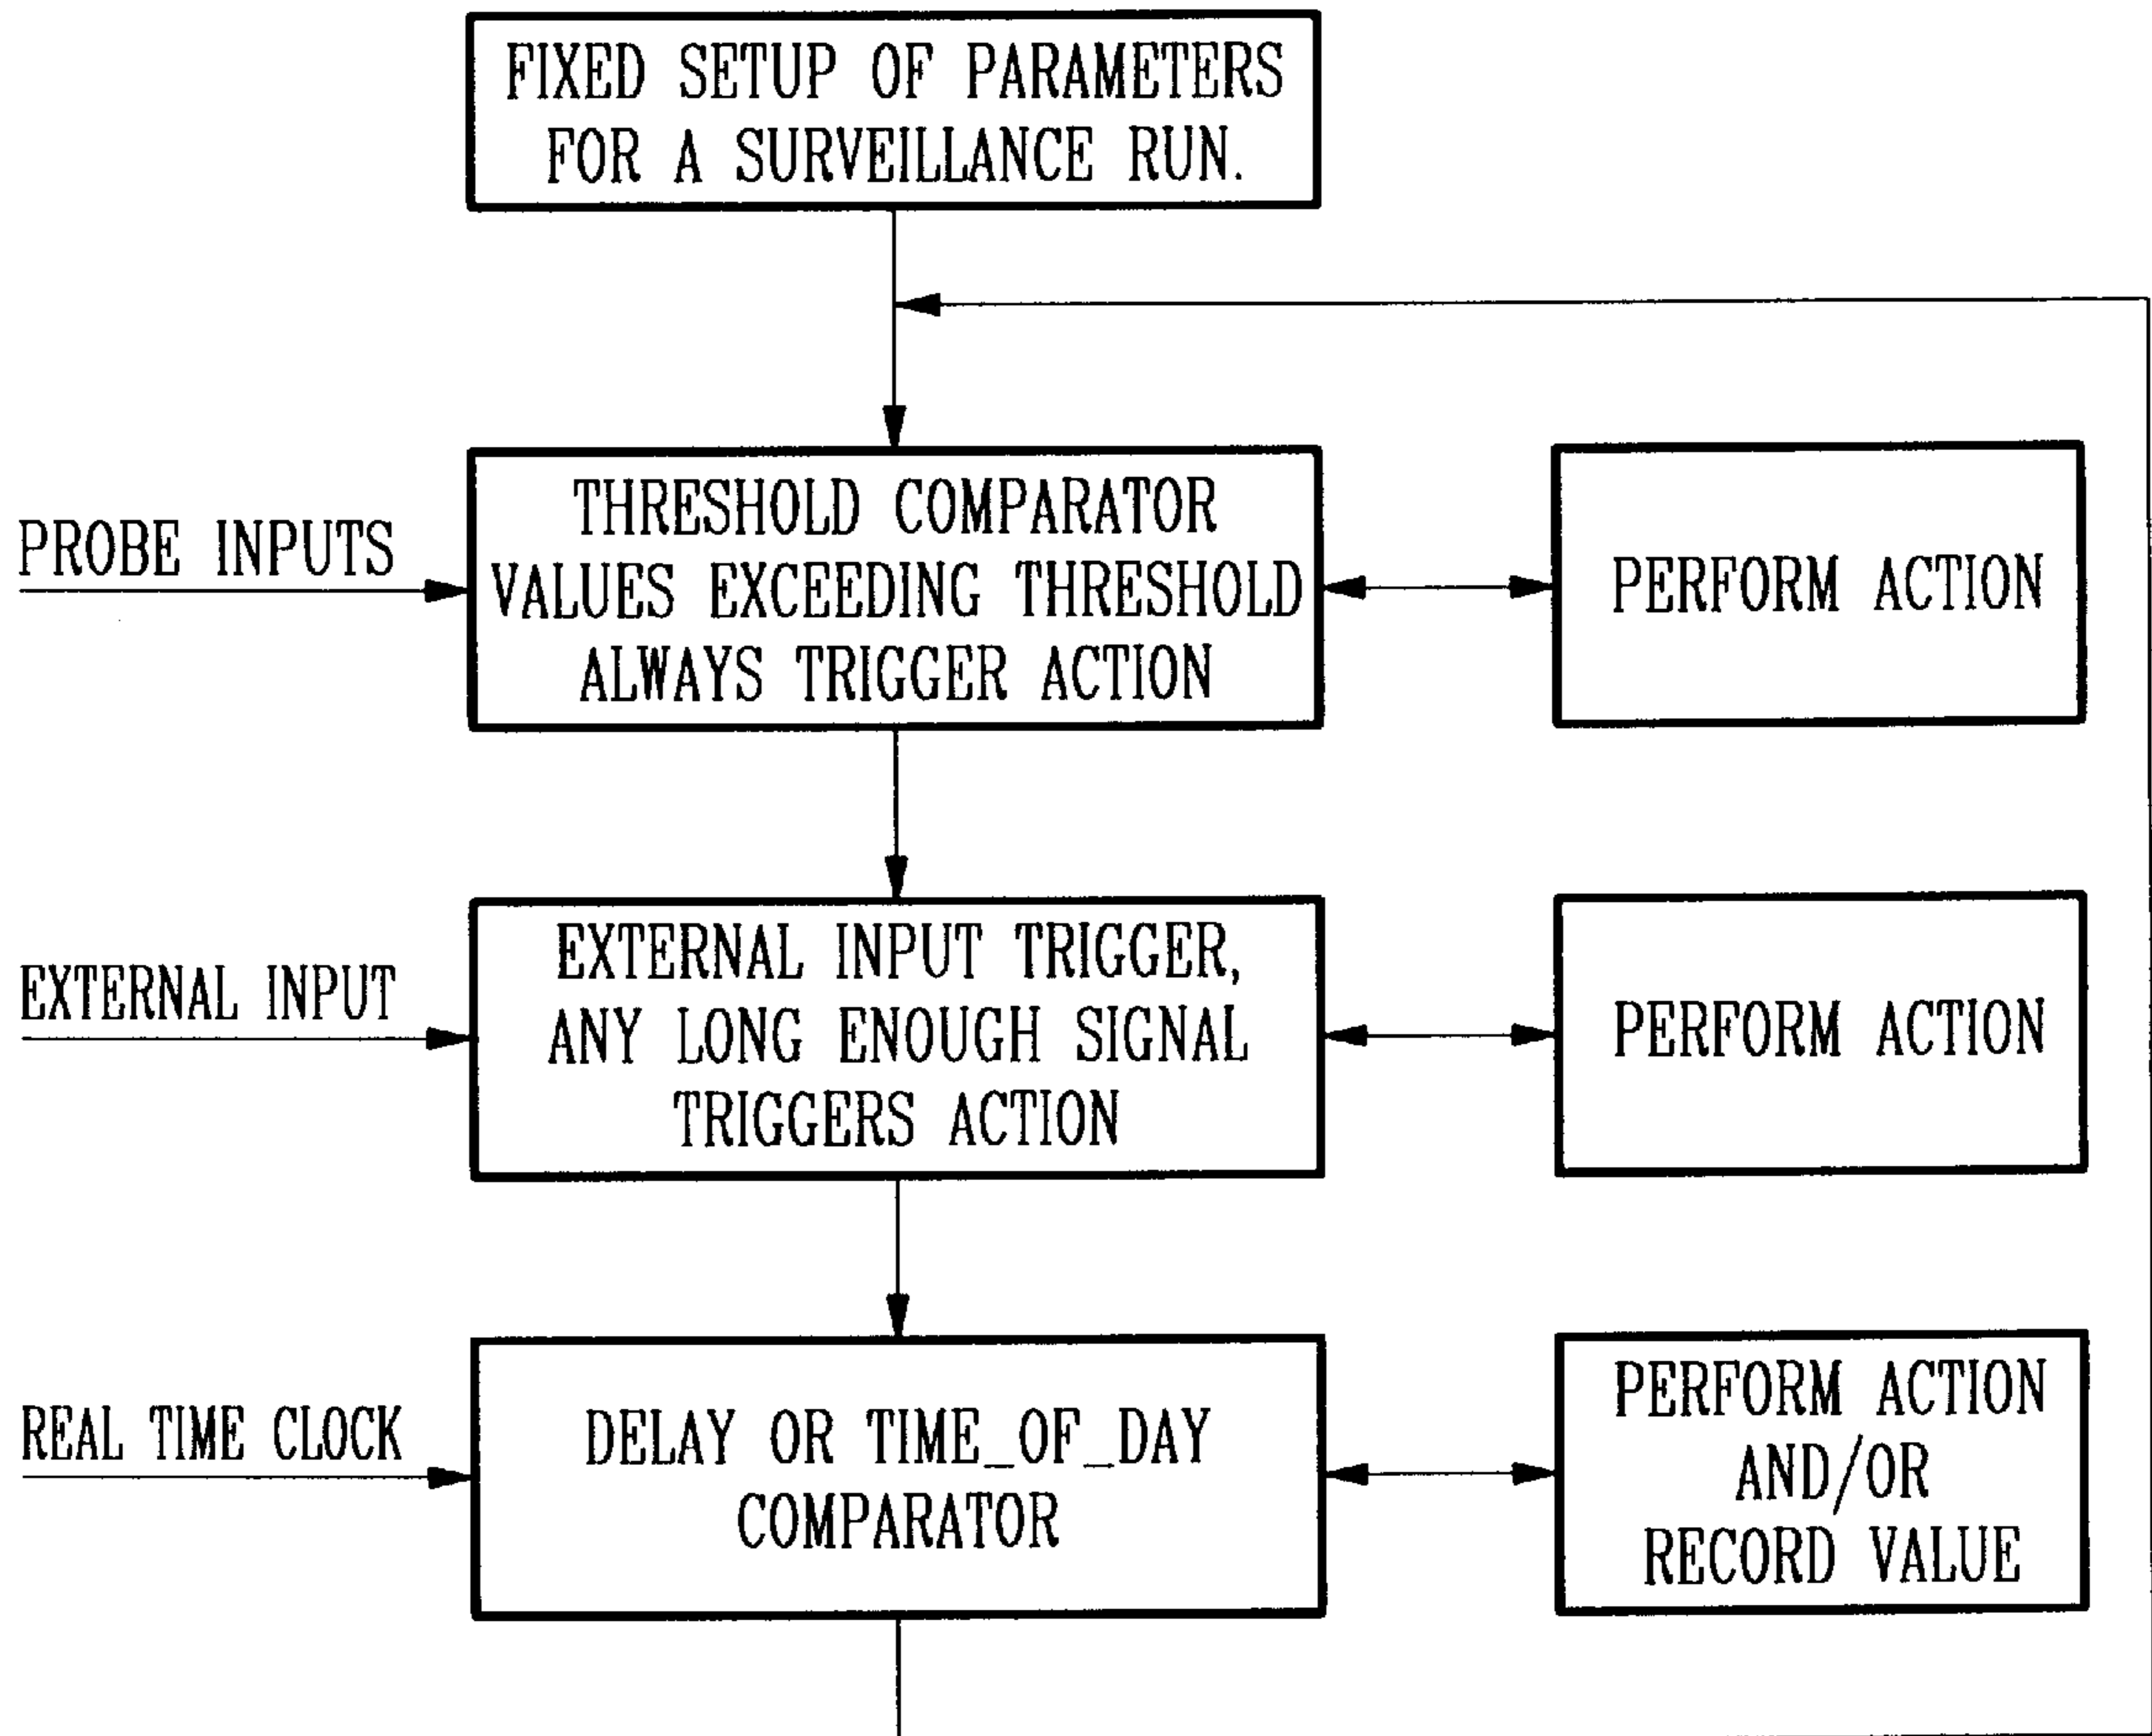 FIXED SETUP OF PARAMETERS
FOR A SURVEILLANCE RUN.
PROBE INPUTS
THRESHOLD COMPARATOR
VALUES EXCEEDING THRESHOLD
ALWAYS TRIGGER ACTION
PERFORM ACTION
EXTERNAL INPUT
EXTERNAL INPUT TRIGGER,
ANY LONG ENOUGH SIGNAL
TRIGGERS ACTION
PERFORM ACTION
REAL TIME CLOCK
DELAY OR TIME_OF_DAY
COMPARATOR
PERFORM ACTION
AND/OR
RECORD VALUE